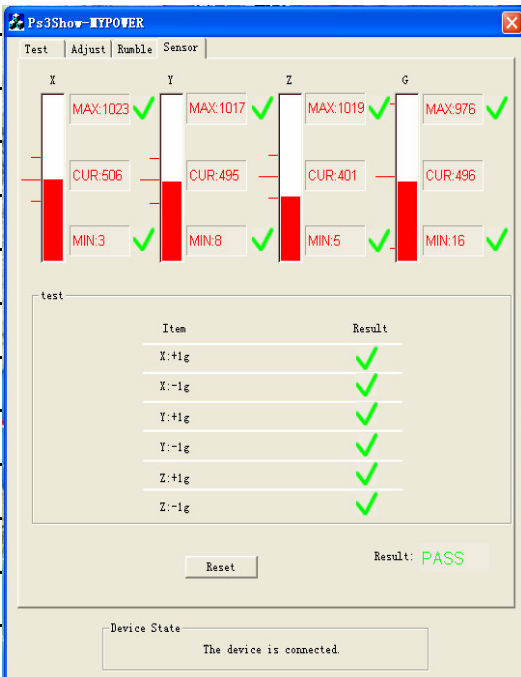 Ps3Show-MYPOWER
Test Adjust Rumble Sensor
X Y Z G
MAX:1023 MAX:1017 MAX:1019 MAX:976
CUR:506 CUR:495 CUR:401 CUR:496
MIN:3 MIN:8 MIN:5 MIN:16
test
Item Result
X:+1g
X:-1g
Y:+1g
Y:-1g
Z:+1g
Z:-1g
Reset Result: PASS
Device State
The device is connected.